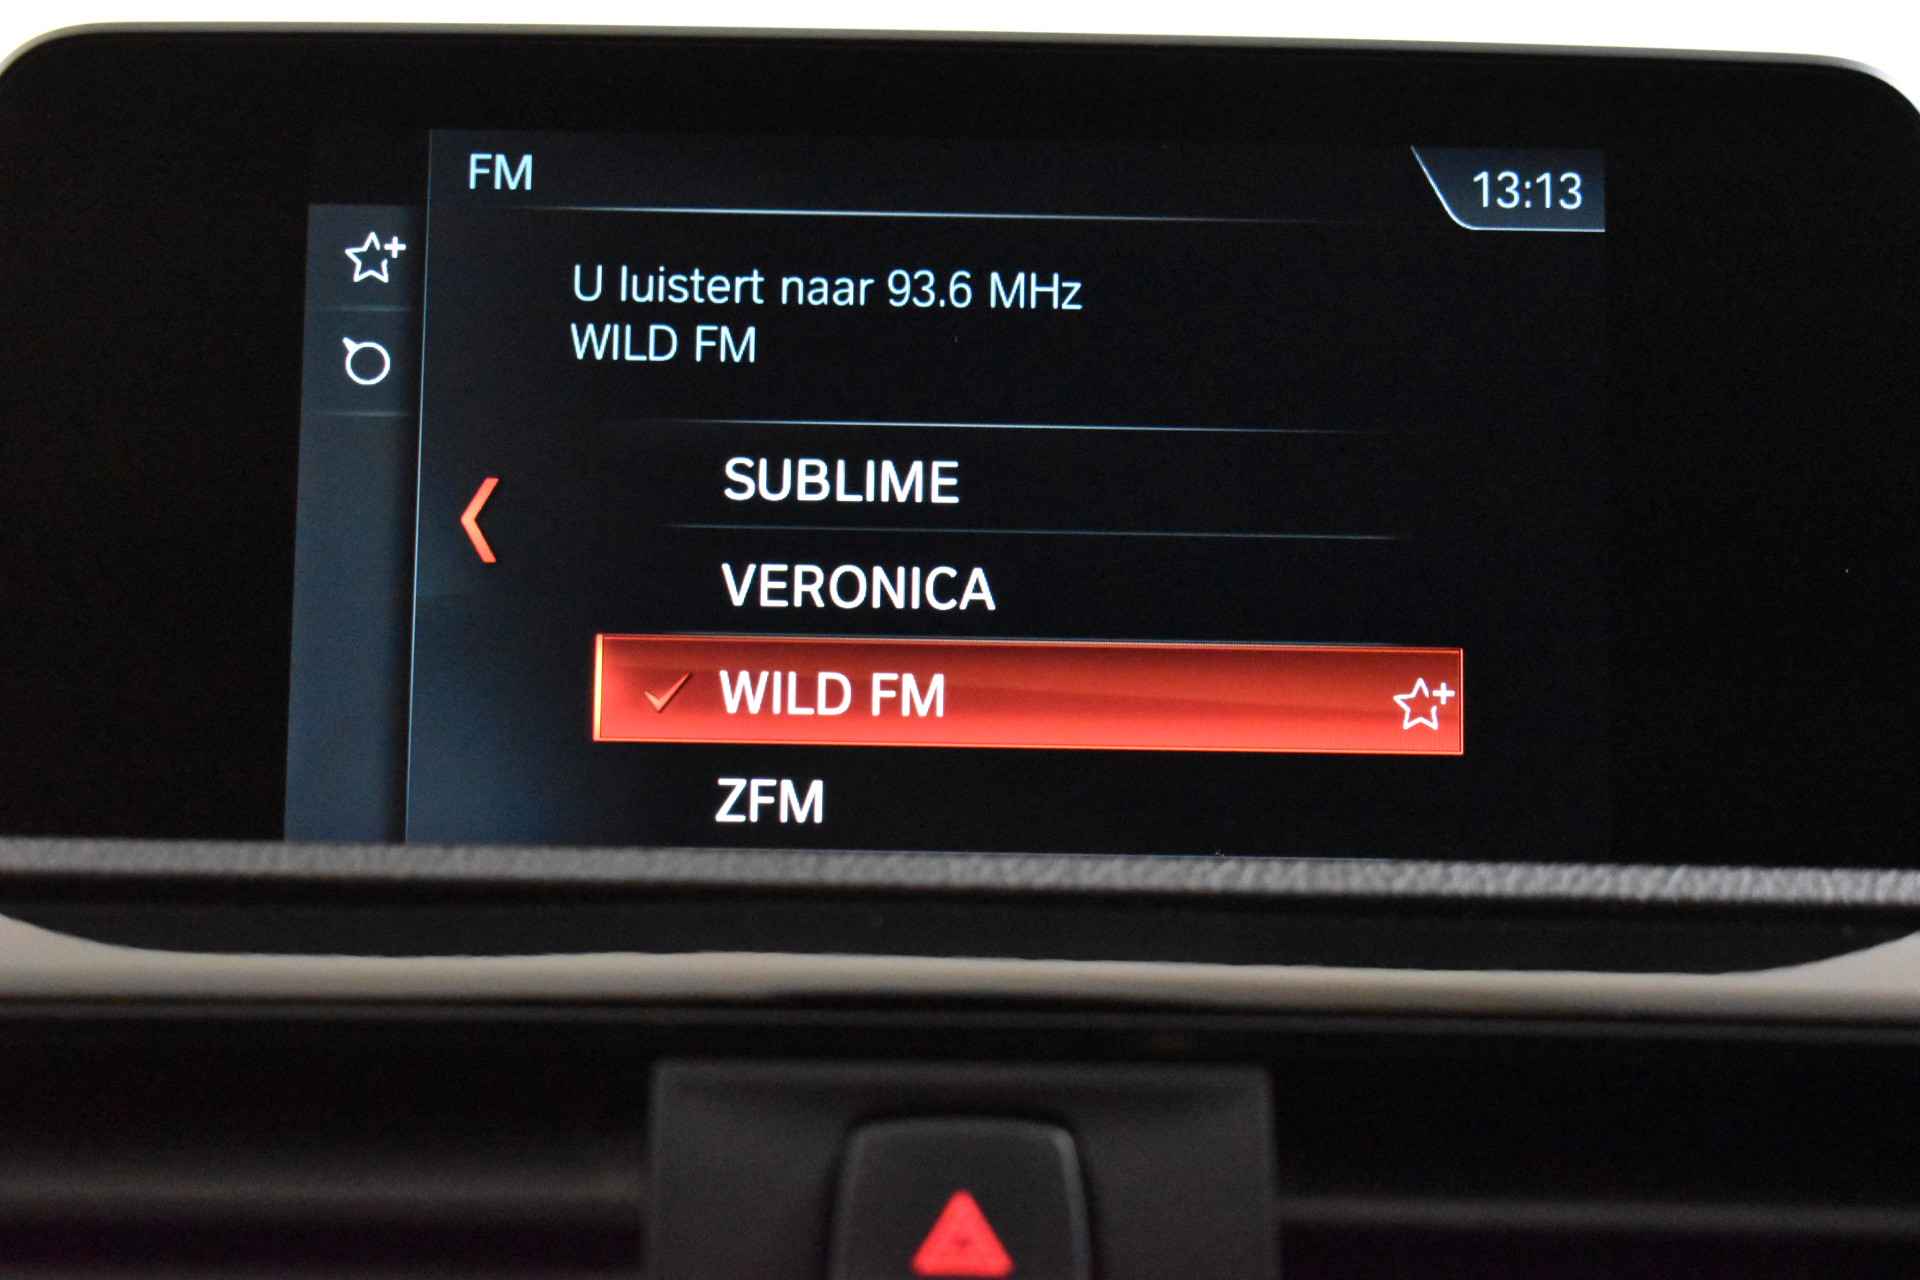 FM
13:13
U luistert naar 93.6 MHz
WILD FM
SUBLIME
VERONICA
WILD FM
ZFM